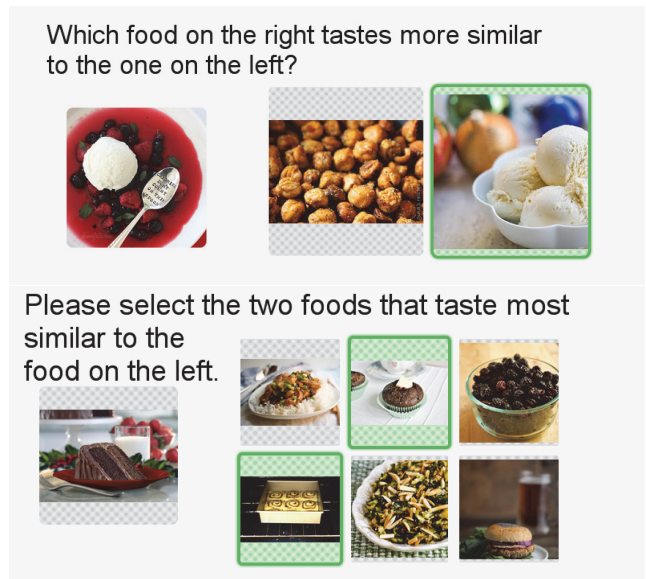 Which food on the right tastes more similar
to the one on the left?
Please select the two foods that taste most
similar to the
food on the left.